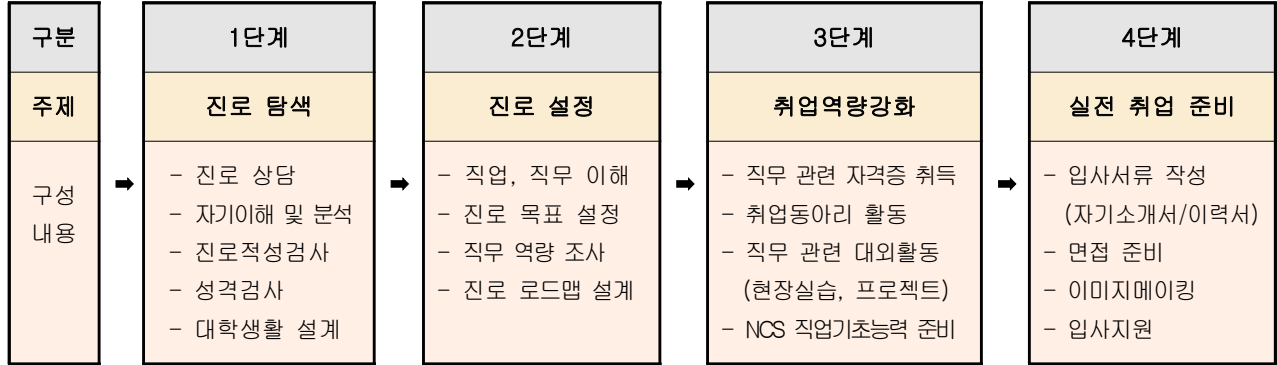 구분
주제
구성
내용
➡
1단계
진로 탐색
- 진로 상담
- 자기이해 및 분석
- 진로적성검사
- 성격검사
- 대학생활 설계
➡
2단계
진로 설정
- 직업, 직무 이해
- 진로 목표 설정
- 직무 역량 조사
- 진로 로드맵 설계
➡
3단계
취업역량강화
- 직무 관련 자격증 취득
- 취업동아리 활동
- 직무 관련 대외활동
(현장실습, 프로젝트)
- NCS 직업기초능력 준비
➡
4단계
실전 취업 준비
- 입사서류 작성
(자기소개서/이력서)
- 면접 준비
- 이미지메이킹
- 입사지원